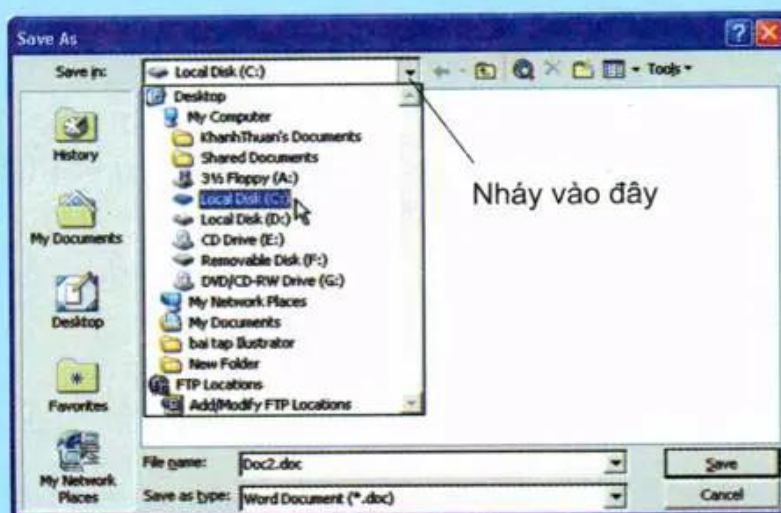 Save As
Save in:
Local Disk (C:)
Tools
Desktop
My Computer
KhanhThuan's Documents
Shared Documents
3½ Floppy (A:)
Local Disk (C:)
Local Disk (D:)
CD Drive (E:)
Removable Disk (F:)
DVD/CD-RW Drive (G:)
My Network Places
My Documents
bai tap Ilustrator
New Folder
FTP Locations
Add/Modify FTP Locations
History
My Documents
Desktop
Favorites
My Network
Places
Nháy vào đây
File name:
Doc2.doc
Save
Save as type:
Word Document (*.doc)
Cancel